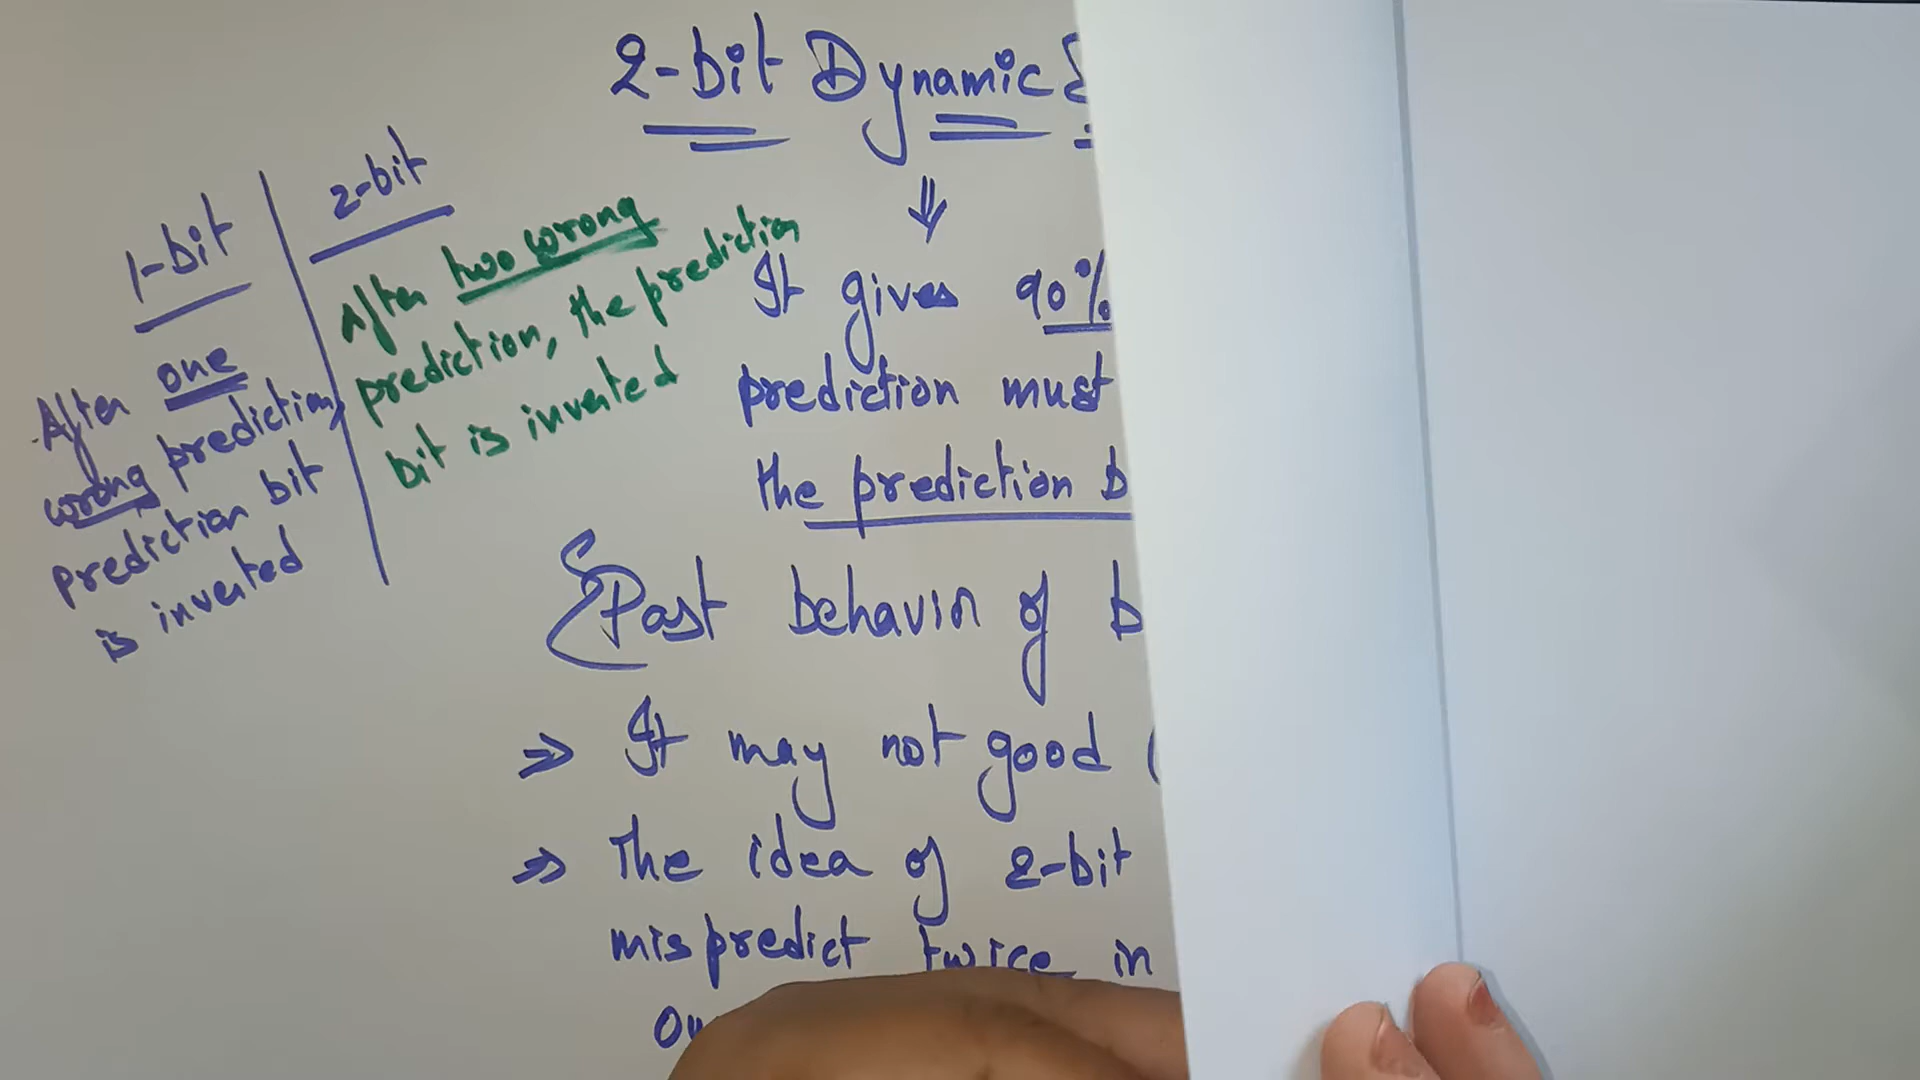 2-bit Dynamic
1-bit
After one
wrong prediction,
prediction bit
is inverted
2-bit
After two wrong
prediction, the prediction
bit is inverted
It gives 90%
prediction must
the prediction
Past behavior of
It may not good
⇒ The idea of 2-bit
mispredict twice in